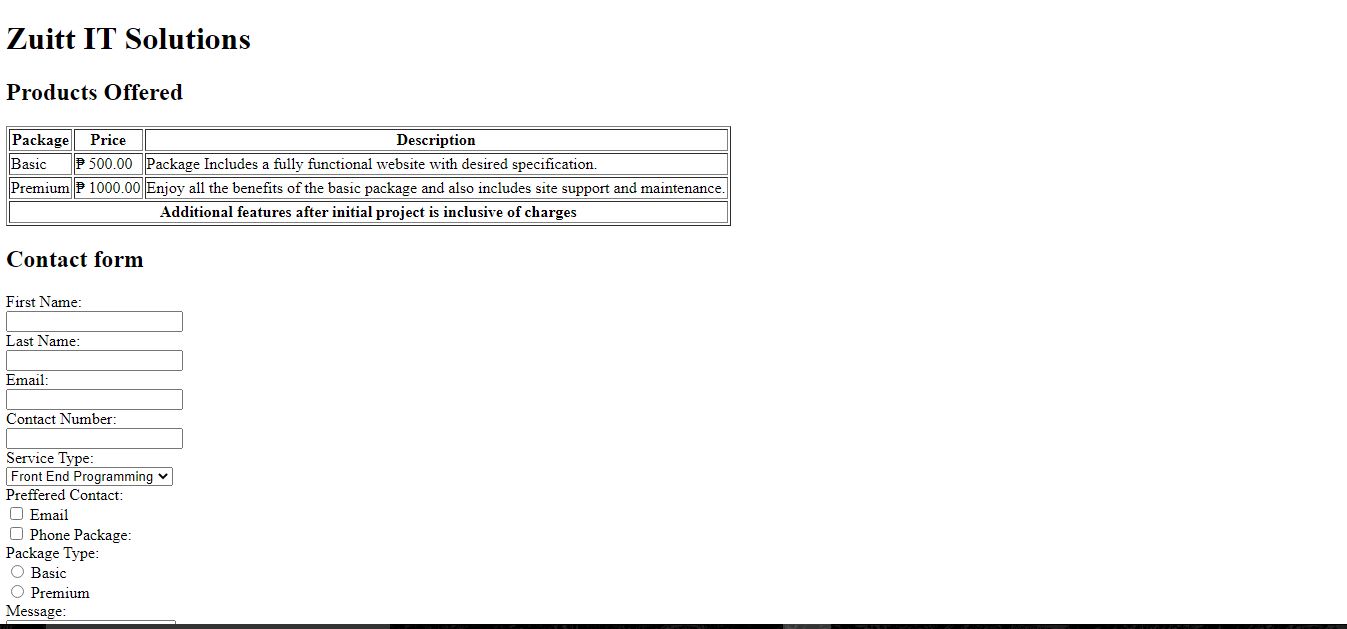 Zuitt IT Solutions
Products Offered
Package Price Description
Basic ₱ 500.00 Package Includes a fully functional website with desired specification.
Premium ₱ 1000.00 Enjoy all the benefits of the basic package and also includes site support and maintenance.
Additional features after initial project is inclusive of charges
Contact form
First Name:
Last Name:
Email:
Contact Number:
Service Type:
Front End Programming
Preffered Contact:
Email
Phone Package:
Package Type:
Basic
Premium
Message: